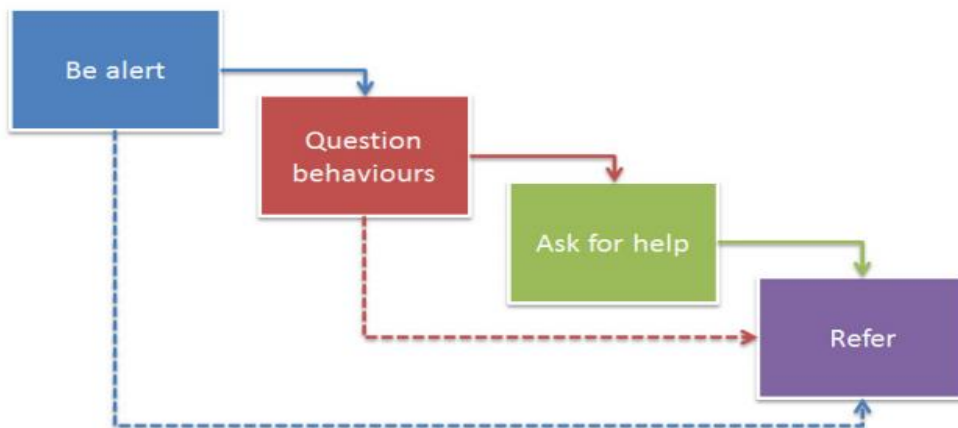 Be alert
Question
behaviours
Ask for help
Refer